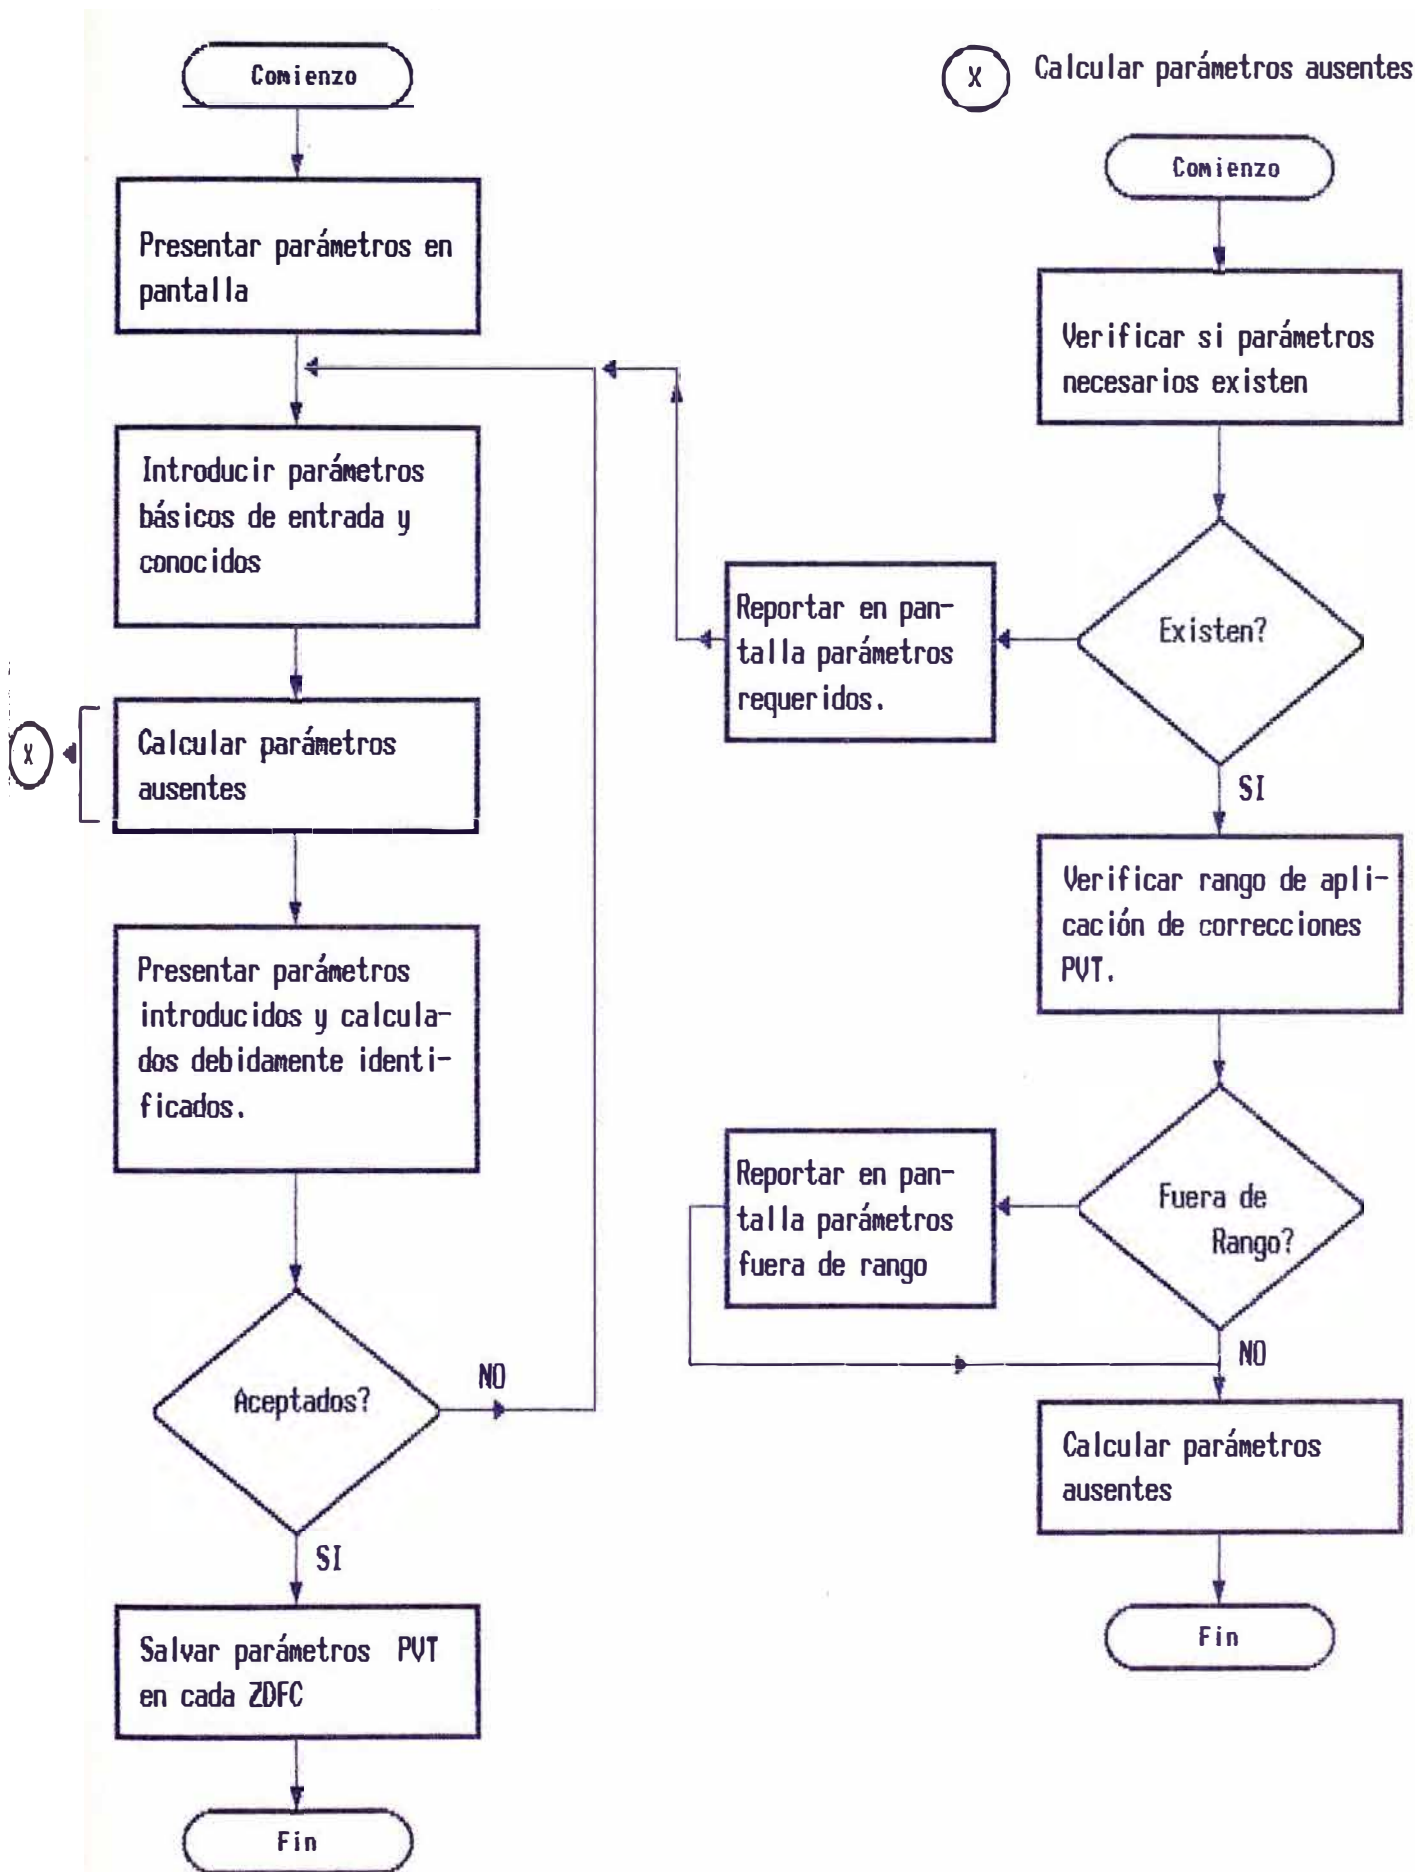 Comienzo
Presentar parámetros en
pantalla
Introducir parámetros
básicos de entrada y
conocidos
X
Calcular parámetros
ausentes
Presentar parámetros
introducidos y calcula-
dos debidamente identi-
ficados.
Aceptados?
NO
SI
Salvar parámetros PVT
en cada ZDFC
Fin
X
Calcular parámetros ausentes
Comienzo
Verificar si parámetros
necesarios existen
Existen?
Reportar en pan-
talla parámetros
requeridos.
SI
Verificar rango de apli-
cación de correcciones
PVT.
Fuera de
Rango?
Reportar en pan-
talla parámetros
fuera de rango
NO
Calcular parámetros
ausentes
Fin